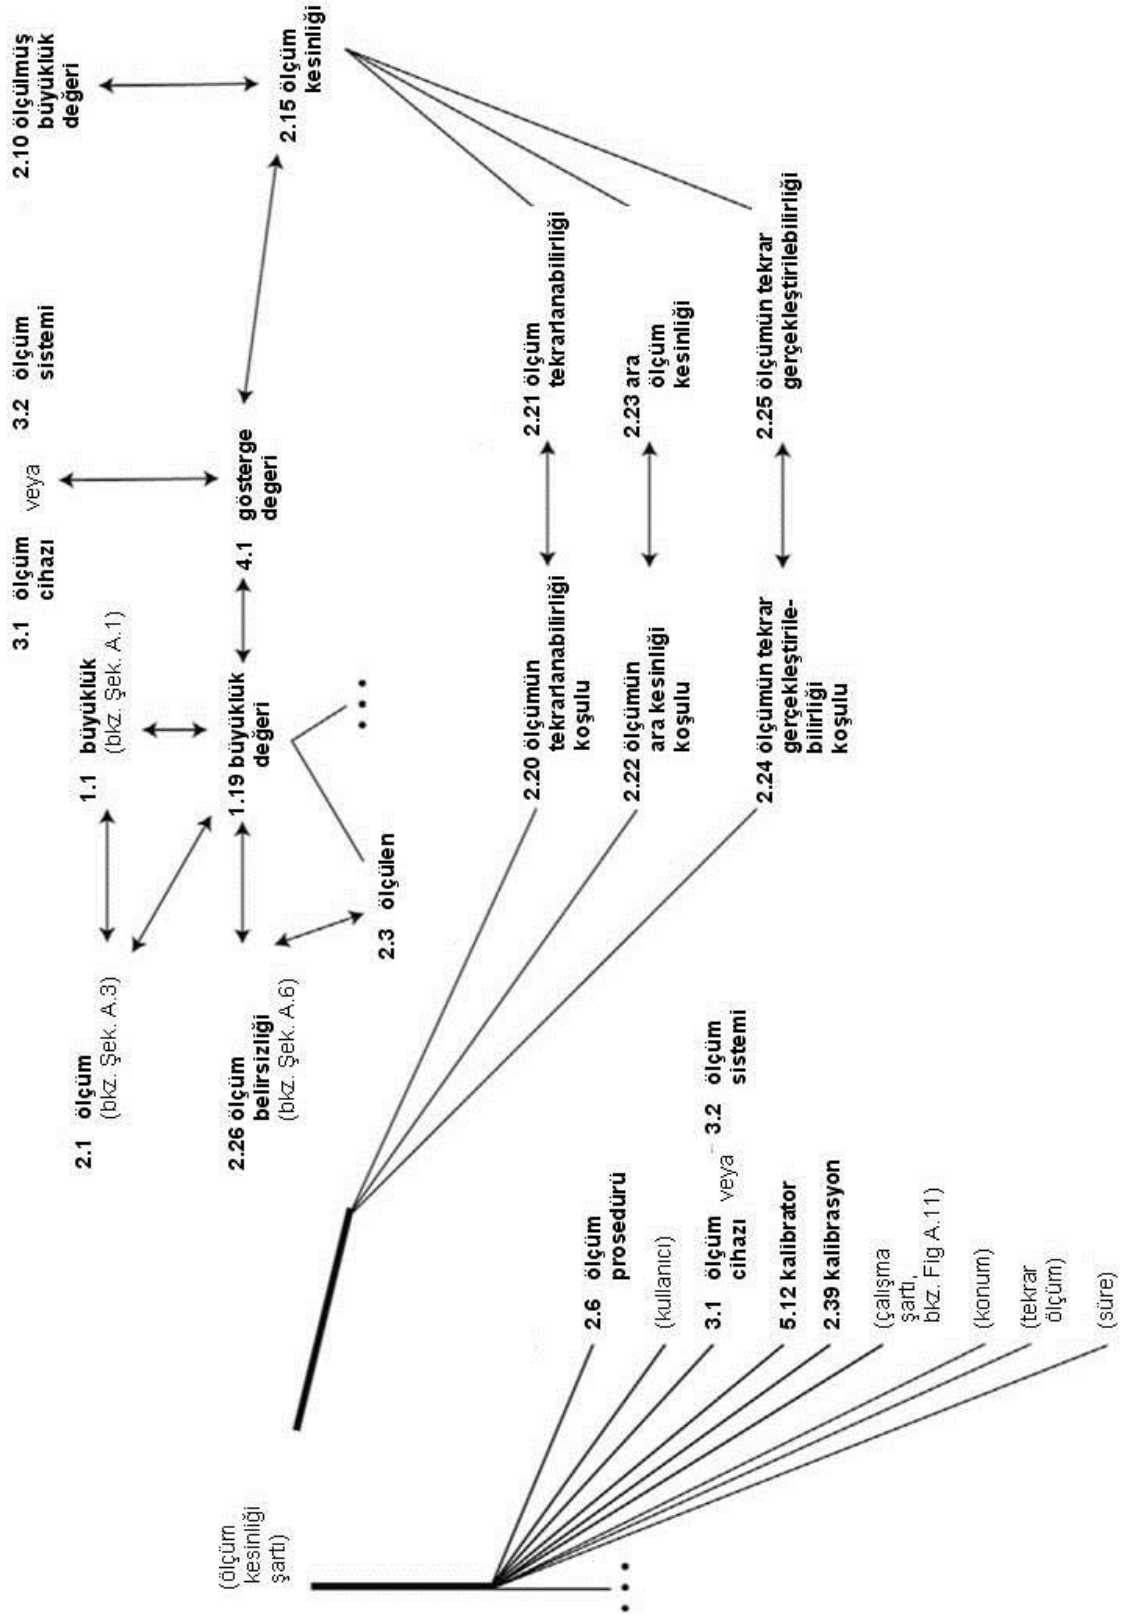 2.10 ölçülmüş
büyüklük
değeri
3.1 ölçüm
cihazı
veya
3.2 ölçüm
sistemi
1.1 büyüklük
(bkz. Şek. A.1)
2.1 ölçüm
(bkz. Şek. A.3)
2.15 ölçüm
kesinliği
4.1 gösterge
degeri
1.19 büyüklük
değeri
2.26 ölçüm
belirsizliği
(bkz. Şek. A.6)
(ölçüm
kesinliği
şartı)
• • •
2.3 ölçülen
2.20 ölçümün
tekrarlanabilirliği
koşulu
2.21 ölçüm
tekrarlanabilirliği
2.22 ölçümün
ara kesinliği
koşulu
2.23 ara
ölçüm
kesinliği
2.24 ölçümün tekrar
gerçekleştirile-
bilirliği
koşulu
2.25 ölçümün tekrar
gerçekleştirilebilirliği
2.6 ölçüm
prosedürü
(kullanıcı)
3.1 ölçüm
cihazı
veya
3.2 ölçüm
sistemi
5.12 kalibrator
2.39 kalibrasyon
(çalışma
şartı,
bkz. Fig A.11)
(konum)
(tekrar
ölçüm)
(süre)
• • •